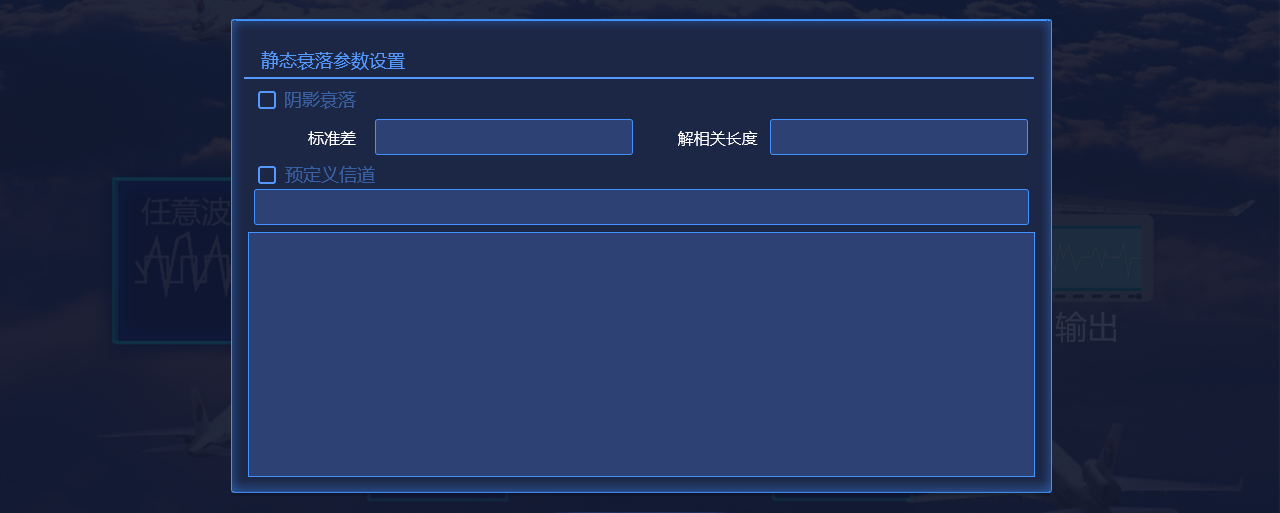 静态衰落参数设置
阴影衰落
标准差 解相关长度
预定义信道
任意波
输出